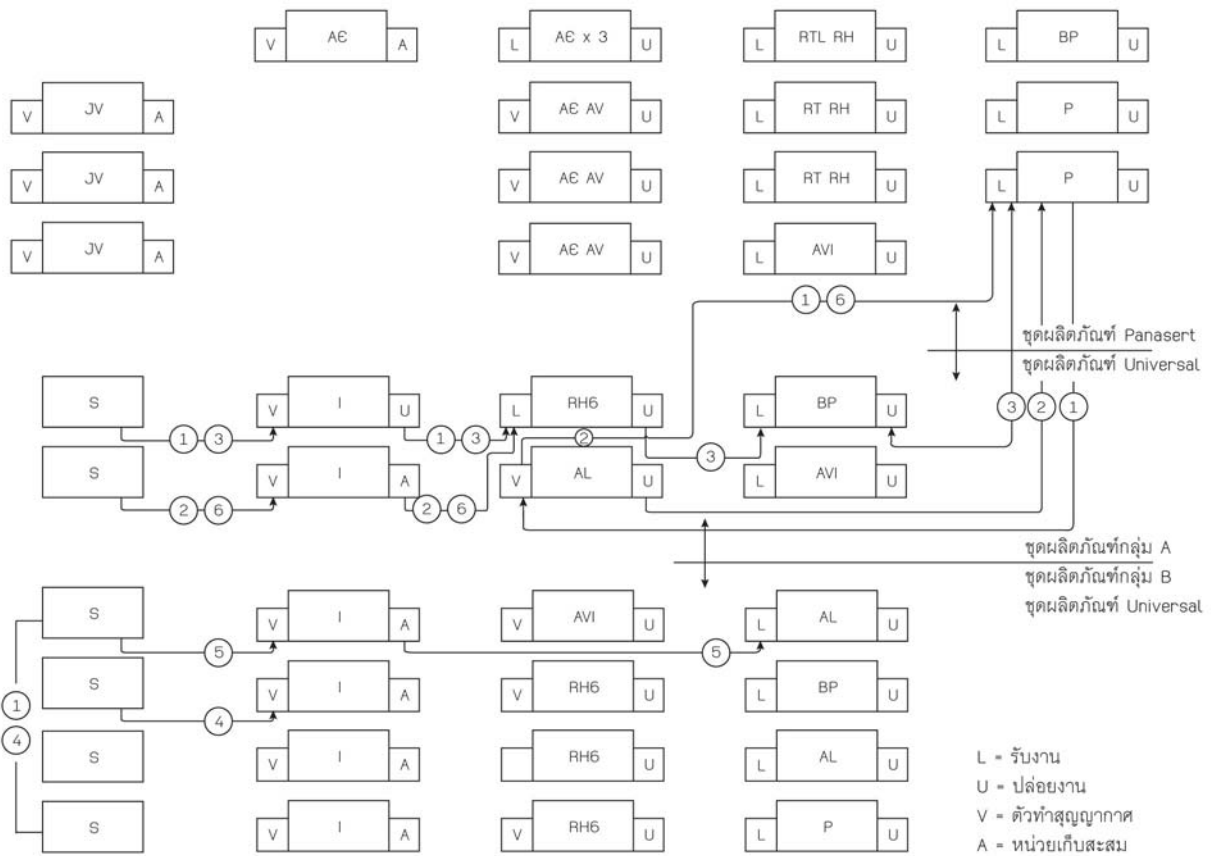 V AE A L AE x 3 U L RTL RH U L BP U
V JV A V AE AV U L RT RH U L P U
V JV A V AE AV U L RT RH U L P U
V JV A V AE AV U L AVI U
1 6
ชุดผลิตภัณฑ์ Panasert
ชุดผลิตภัณฑ์ Universal
S V I U L RH6 U L BP U
3 2 1
1 3 1 3 2 3
S V I A V AL U L AVI U
2 6 2 6
ชุดผลิตภัณฑ์กลุ่ม A
ชุดผลิตภัณฑ์กลุ่ม B
ชุดผลิตภัณฑ์ Universal
S V I A V AVI U L AL U
5 5
S V I A V RH6 U L BP U
1 4
4
S V I A RH6 U L AL U
S V I A V RH6 U L P U
L = รับงาน
U = ปล่อยงาน
V = ตัวทำสุญญากาศ
A = หน่วยเก็บสะสม